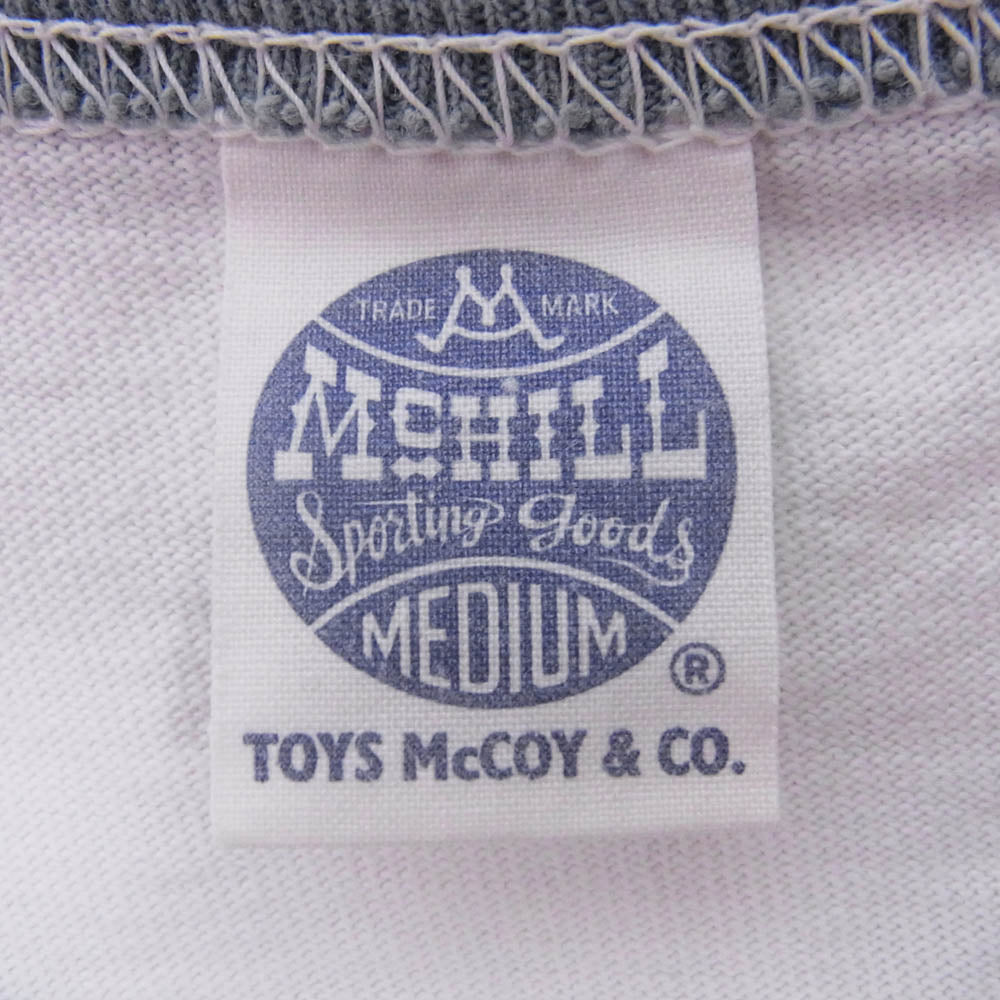 TRADE M MARK
McHILL
Sporting Goods
MEDIUM
®
TOYS McCOY & CO.